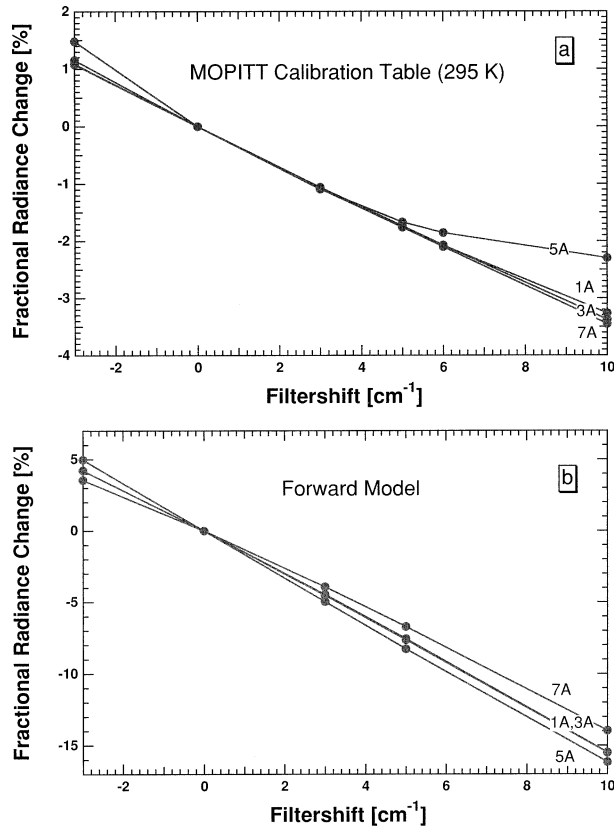 2
1
0
-1
-2
-3
-4
Fractional Radiance Change [%]
MOPITT Calibration Table (295 K)
a
5A
1A
3A
7A
-2
0
2
4
6
8
10
Filtershift [cm-1]
5
0
-5
-10
-15
Fractional Radiance Change [%]
Forward Model
b
7A
1A,3A
5A
-2
0
2
4
6
8
10
Filtershift [cm-1]